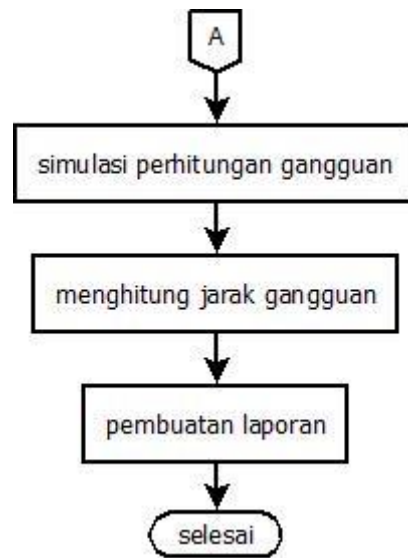 A
simulasi perhitungan gangguan
menghitung jarak gangguan
pembuatan laporan
selesai